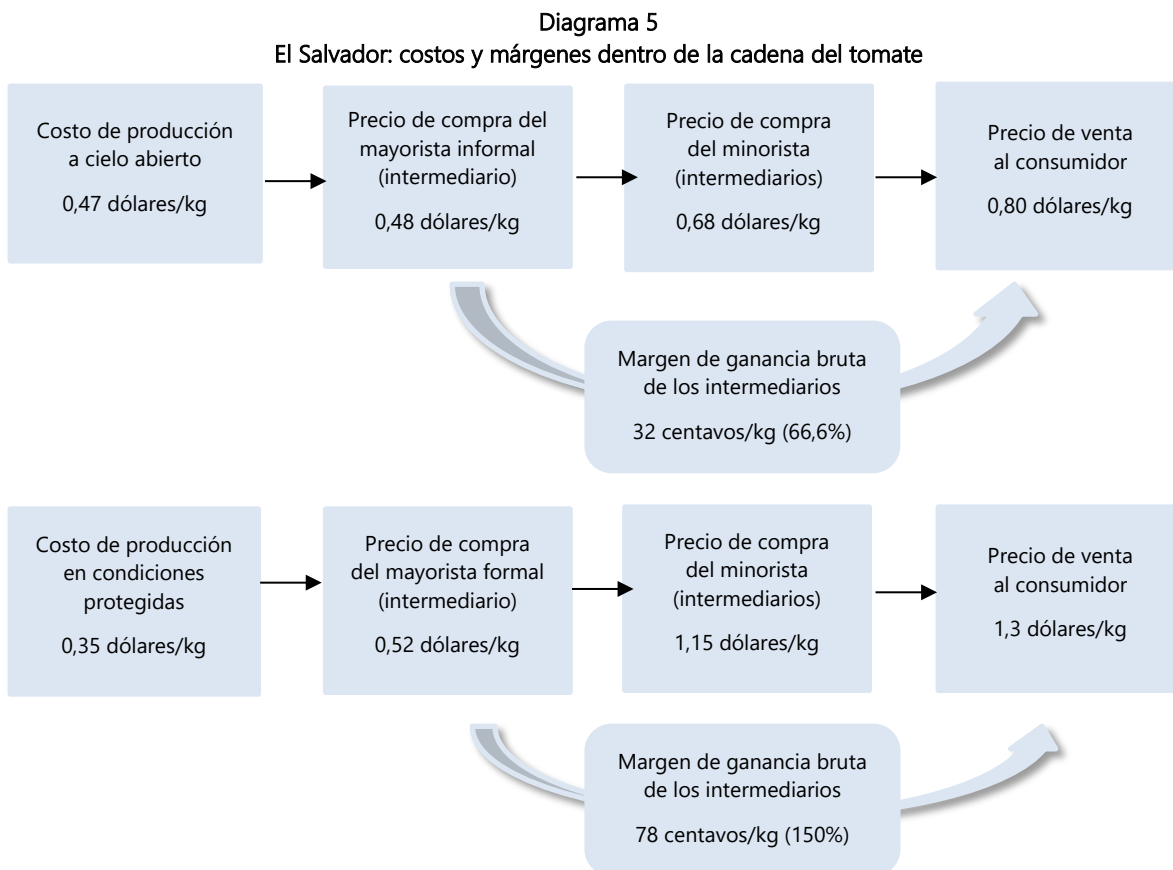 Diagrama 5
El Salvador: costos y márgenes dentro de la cadena del tomate
Costo de producción
a cielo abierto
0,47 dólares/kg
Precio de compra del
mayorista informal
(intermediario)
0,48 dólares/kg
Precio de compra
del minorista
(intermediarios)
0,68 dólares/kg
Precio de venta
al consumidor
0,80 dólares/kg
Margen de ganancia bruta
de los intermediarios
32 centavos/kg (66,6%)
Costo de producción
en condiciones
protegidas
0,35 dólares/kg
Precio de compra
del mayorista formal
(intermediario)
0,52 dólares/kg
Precio de compra
del minorista
(intermediarios)
1,15 dólares/kg
Precio de venta
al consumidor
1,3 dólares/kg
Margen de ganancia bruta
de los intermediarios
78 centavos/kg (150%)